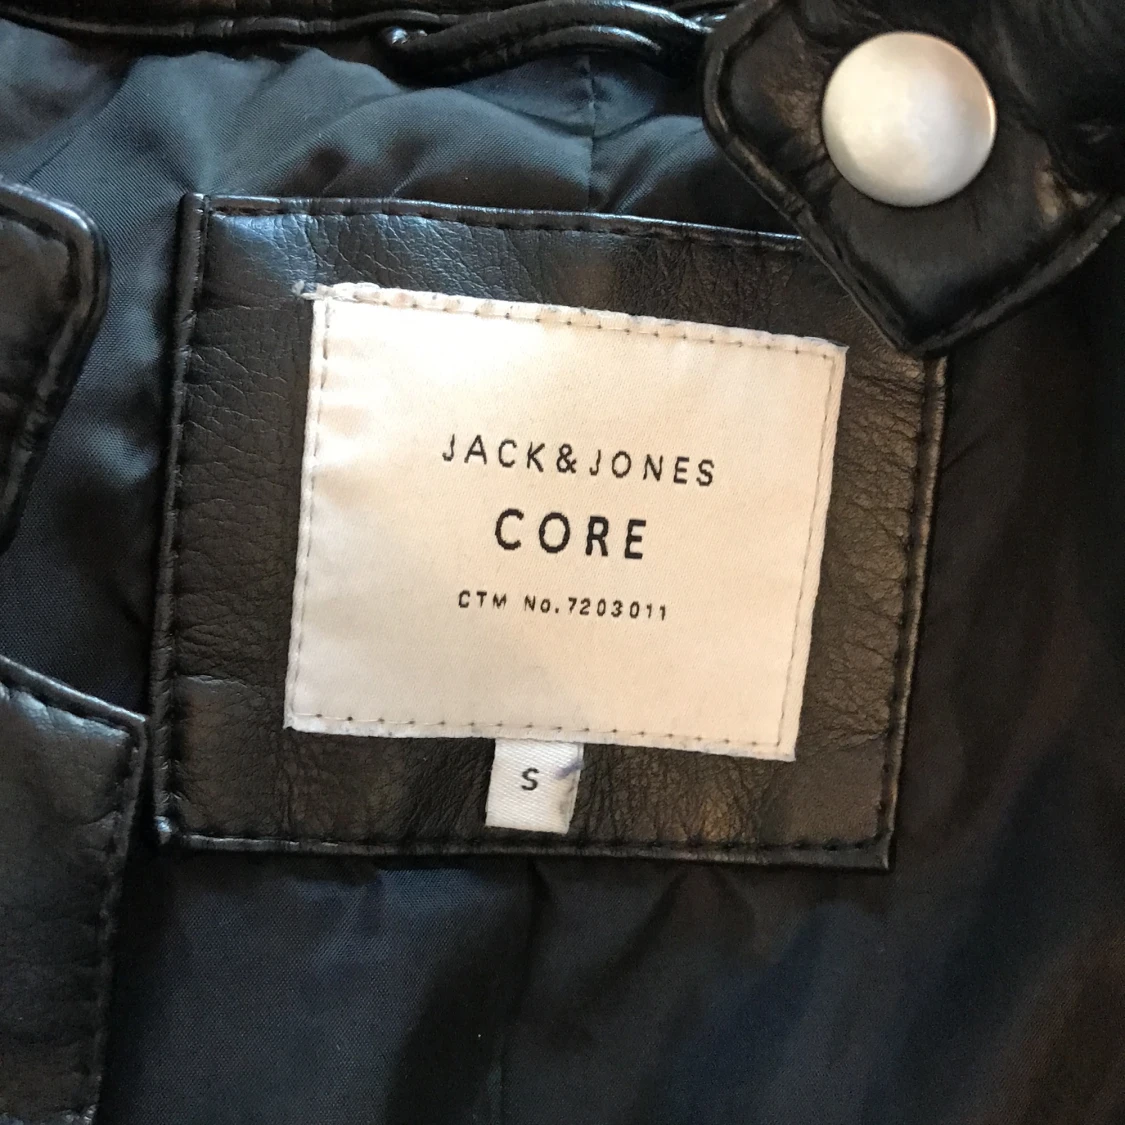 JACK&JONES
CORE
CTM No.7203011
S